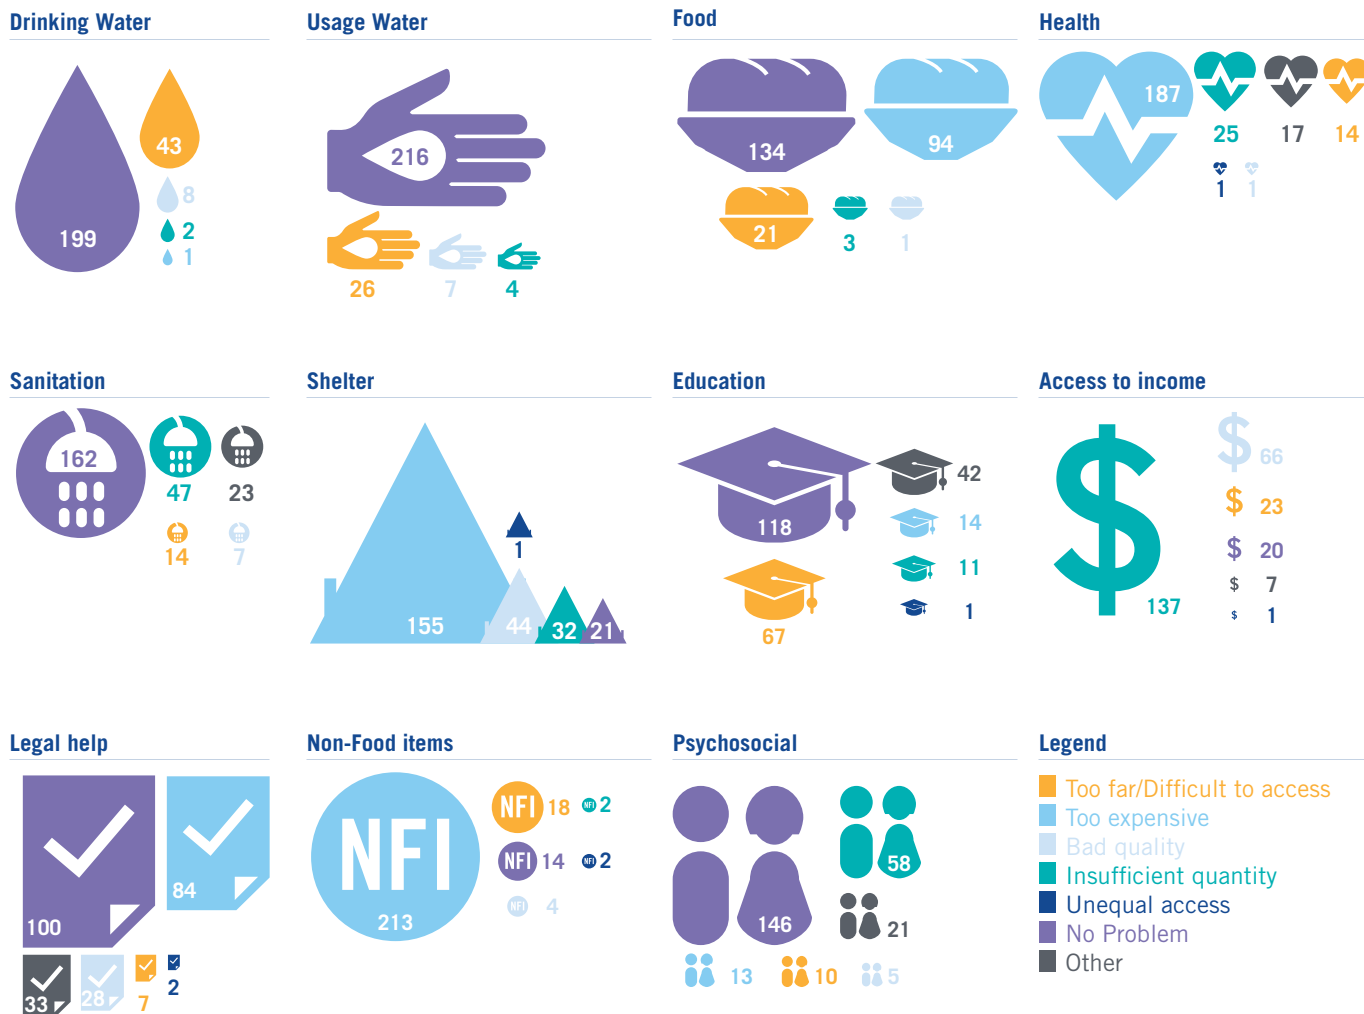 Drinking Water
199
43
8
2
1
Usage Water
216
26
7
4
Food
134
94
21
3
1
Health
187
25
17
14
1
1
Sanitation
162
47
23
14
7
Shelter
155
1
44
32
21
Education
118
42
14
11
1
67
Access to income
137
66
23
20
7
1
$
$
$
$
$
$
Legal help
100
84
33
28
7
2
Non-Food items
NFI
213
NFI 18
NFI 2
NFI 14
NFI 2
NFI 4
Psychosocial
146
58
21
13
10
5
Legend
Too far/Difficult to access
Too expensive
Bad quality
Insufficient quantity
Unequal access
No Problem
Other